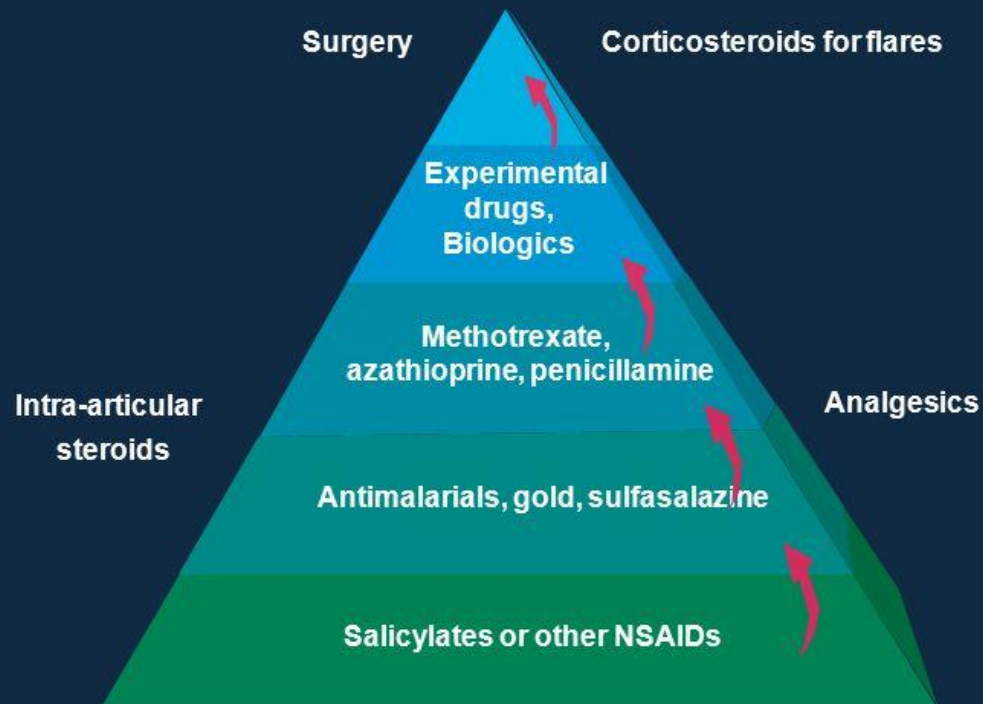 Surgery
Corticosteroids for flares
Experimental
drugs,
Biologics
Methotrexate,
azathioprine, penicillamine
Intra-articular
steroids
Analgesics
Antimalarials, gold, sulfasalazine
Salicylates or other NSAIDs